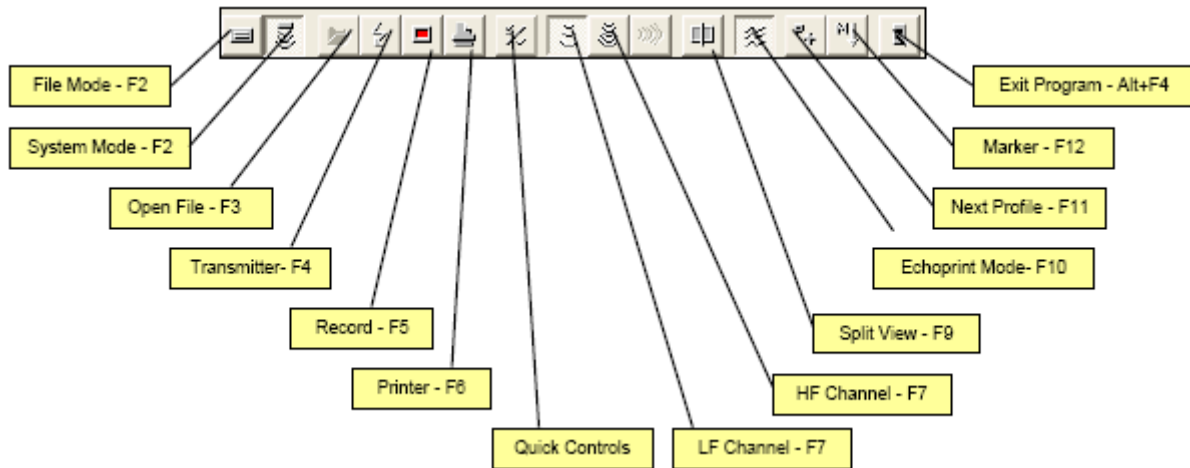 File Mode - F2
Exit Program - Alt+F4
System Mode - F2
Marker - F12
Open File - F3
Next Profile - F11
Transmitter- F4
Echoprint Mode- F10
Record - F5
Split View - F9
Printer - F6
HF Channel - F7
Quick Controls
LF Channel - F7